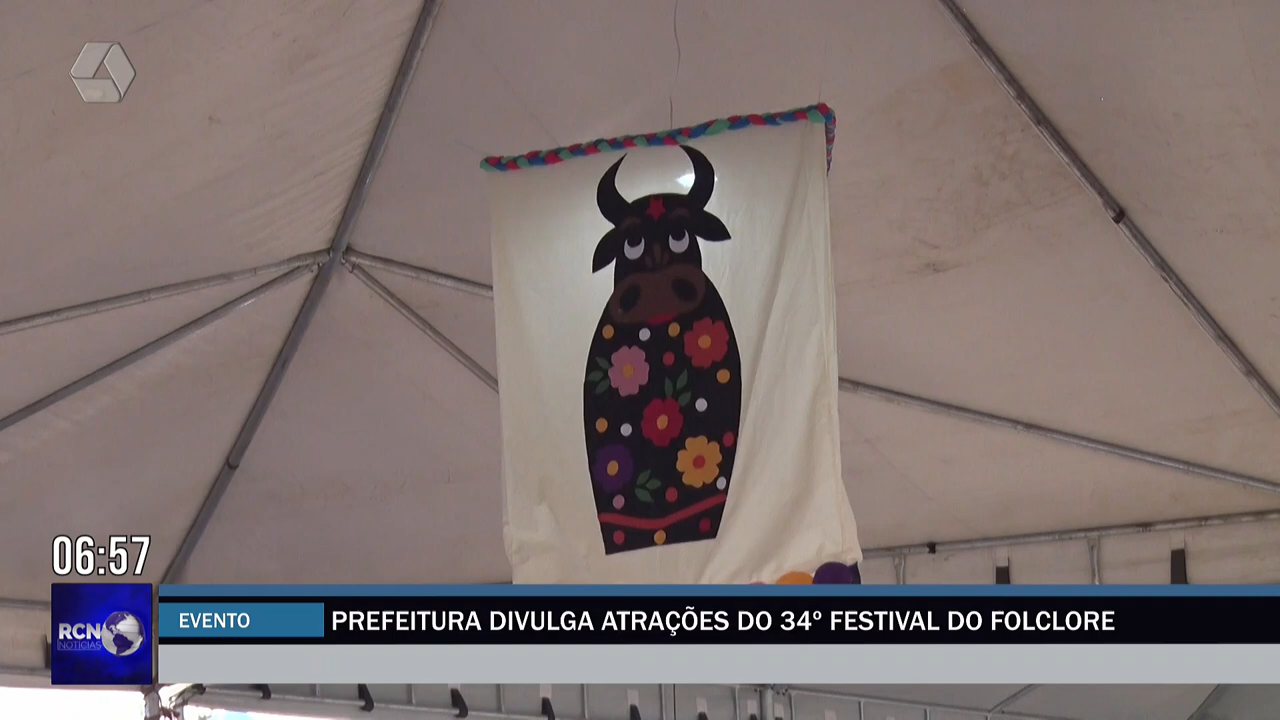 06:57
RCN
NOTÍCIAS
EVENTO
PREFEITURA DIVULGA ATRAÇÕES DO 34º FESTIVAL DO FOLCLORE